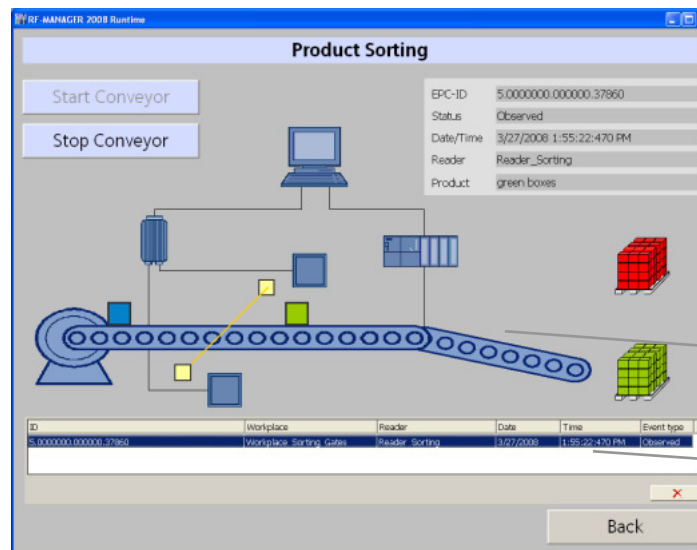 RF-MANAGER 2008 Runtime
Product Sorting
Start Conveyor
Stop Conveyor
EPC-ID 5.0000000.000000.37860
Status Observed
Date/Time 3/27/2008 1:55:22:470 PM
Reader Reader_Sorting
Product green boxes
ID Workplace Reader Date Time Event type
5.0000000.000000.37860 Workplace_Sorting_Gates Reader_Sorting 3/27/2008 1:55:22:470 PM Observed
Back